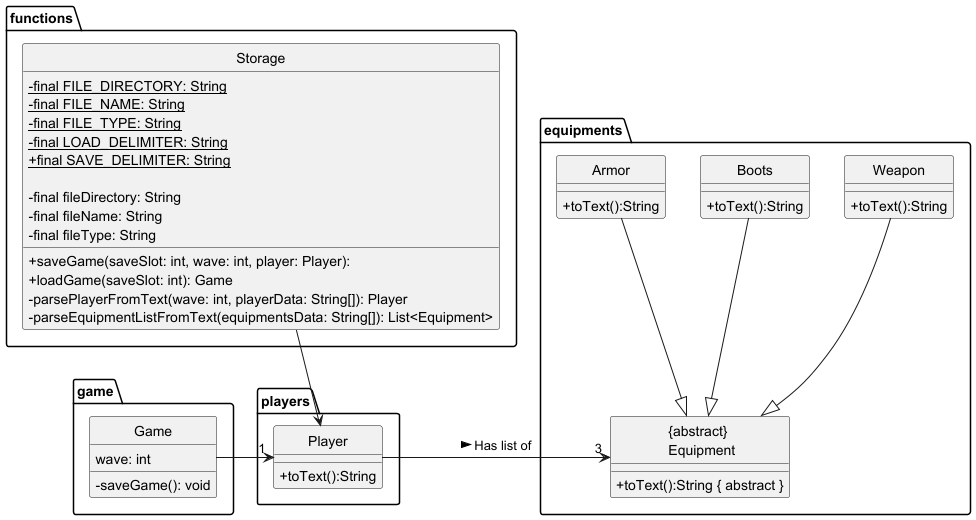 functions
Storage
-final FILE_DIRECTORY: String
-final FILE_NAME: String
-final FILE_TYPE: String
-final LOAD_DELIMITER: String
+final SAVE_DELIMITER: String
-final fileDirectory: String
-final fileName: String
-final fileType: String
+saveGame(saveSlot: int, wave: int, player: Player):
+loadGame(saveSlot: int): Game
-parsePlayerFromText(wave: int, playerData: String[]): Player
-parseEquipmentListFromText(equipmentsData: String[]): List<Equipment>
equipments
Armor
+toText():String
Boots
+toText():String
Weapon
+toText():String
game
Game
wave: int
-saveGame(): void
1
players
Player
+toText():String
Has list of
3
{abstract}
Equipment
+toText():String { abstract }